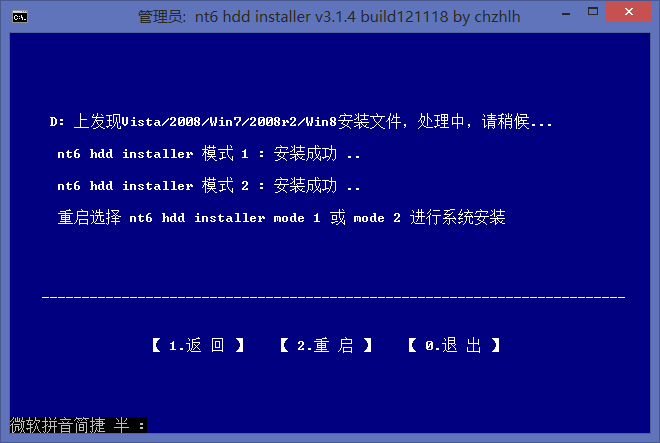 管理员: nt6 hdd installer v3.1.4 build121118 by chzhlh
D: 上发现Vista/2008/Win7/2008r2/Win8安装文件，处理中，请稍候...
nt6 hdd installer 模式 1 : 安装成功 ..
nt6 hdd installer 模式 2 : 安装成功 ..
重启选择 nt6 hdd installer mode 1 或 mode 2 进行系统安装
【 1.返 回 】 【 2.重 启 】 【 0.退 出 】
微软拼音简捷 半 :